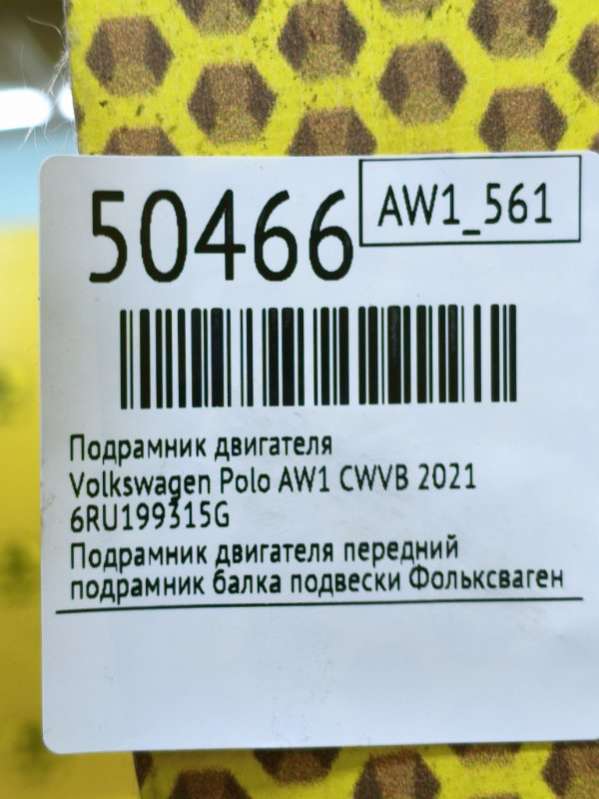 50466
AW1_561
Подрамник двигателя
Volkswagen Polo AW1 CWVB 2021
6RU199315G
Подрамник двигателя передний
подрамник балка подвески Фольксваген